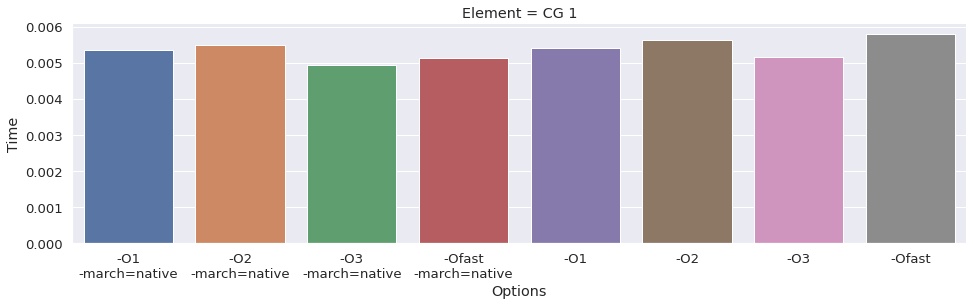 Element = CG 1
0.006
0.005
0.004
0.003
0.002
0.001
0.000
Time
-O1
-march=native
-O2
-march=native
-O3
-march=native
-Ofast
-march=native
-O1
-O2
-O3
-Ofast
Options